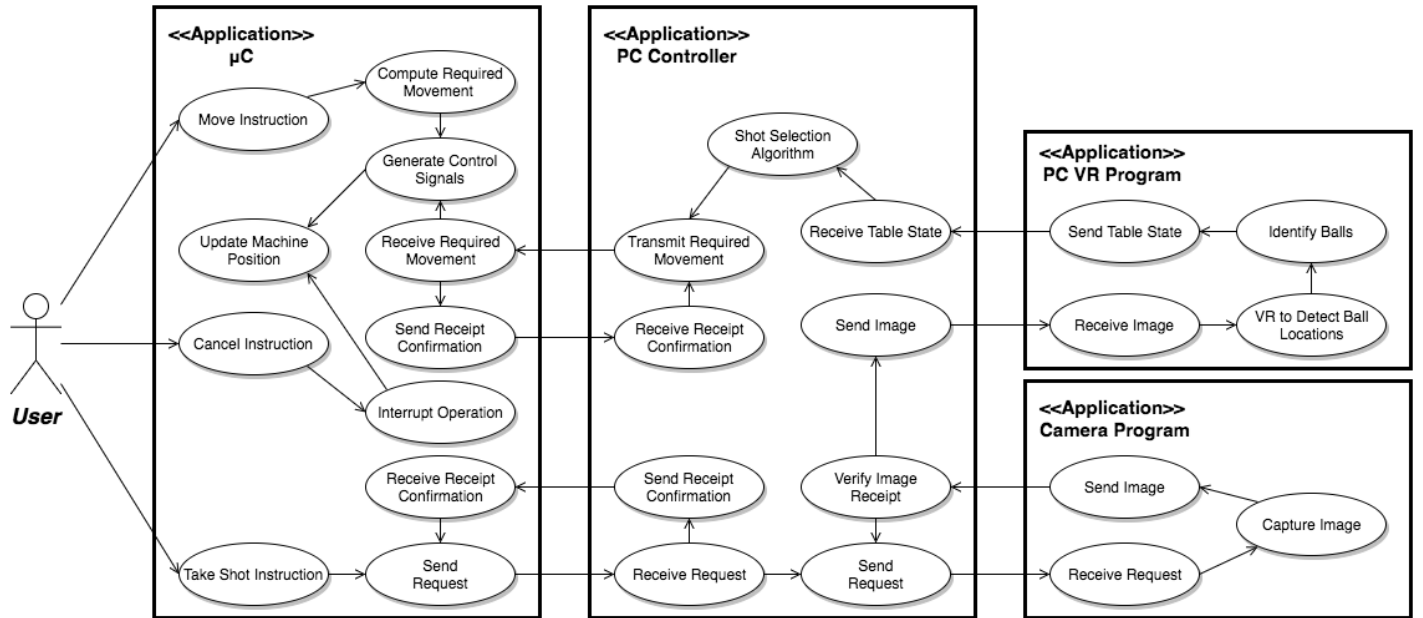 <<Application>>
µC
Move Instruction
Compute Required
Movement
Generate Control
Signals
Update Machine
Position
Receive Required
Movement
Send Receipt
Confirmation
Cancel Instruction
Interrupt Operation
Receive Receipt
Confirmation
Take Shot Instruction
Send
Request
User
<<Application>>
PC Controller
Shot Selection
Algorithm
Transmit Required
Movement
Receive Table State
Receive Receipt
Confirmation
Send Image
Send Receipt
Confirmation
Verify Image
Receipt
Receive Request
Send
Request
<<Application>>
PC VR Program
Send Table State
Identify Balls
Receive Image
VR to Detect Ball
Locations
<<Application>>
Camera Program
Send Image
Capture Image
Receive Request